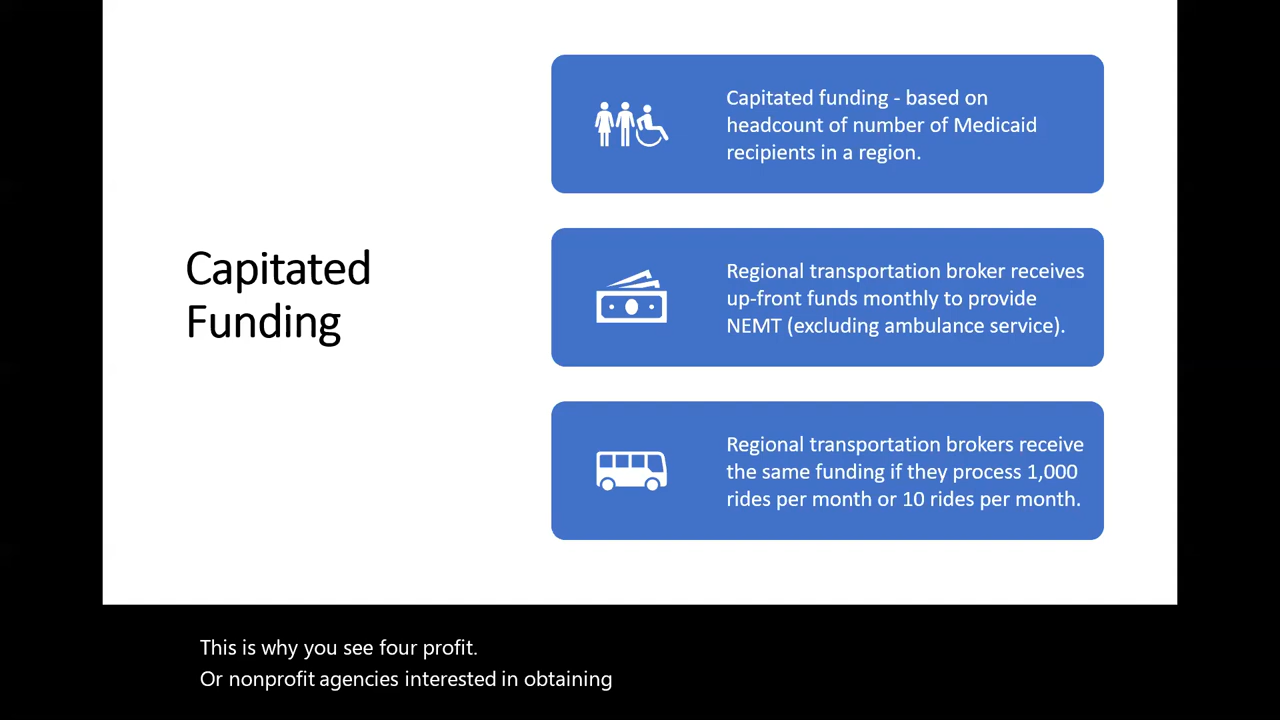 Capitated
Funding
Capitated funding - based on
headcount of number of Medicaid
recipients in a region.
Regional transportation broker receives
up-front funds monthly to provide
NEMT (excluding ambulance service).
Regional transportation brokers receive
the same funding if they process 1,000
rides per month or 10 rides per month.
This is why you see four profit.
Or nonprofit agencies interested in obtaining